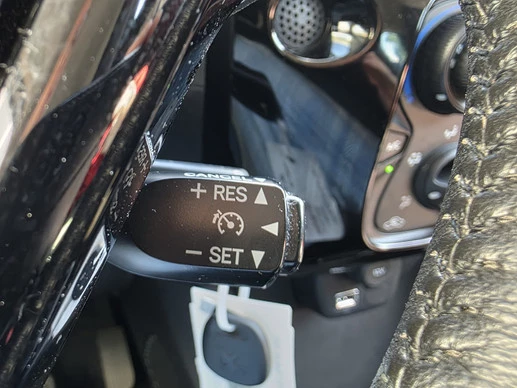 CANCEL
+ RES
– SET